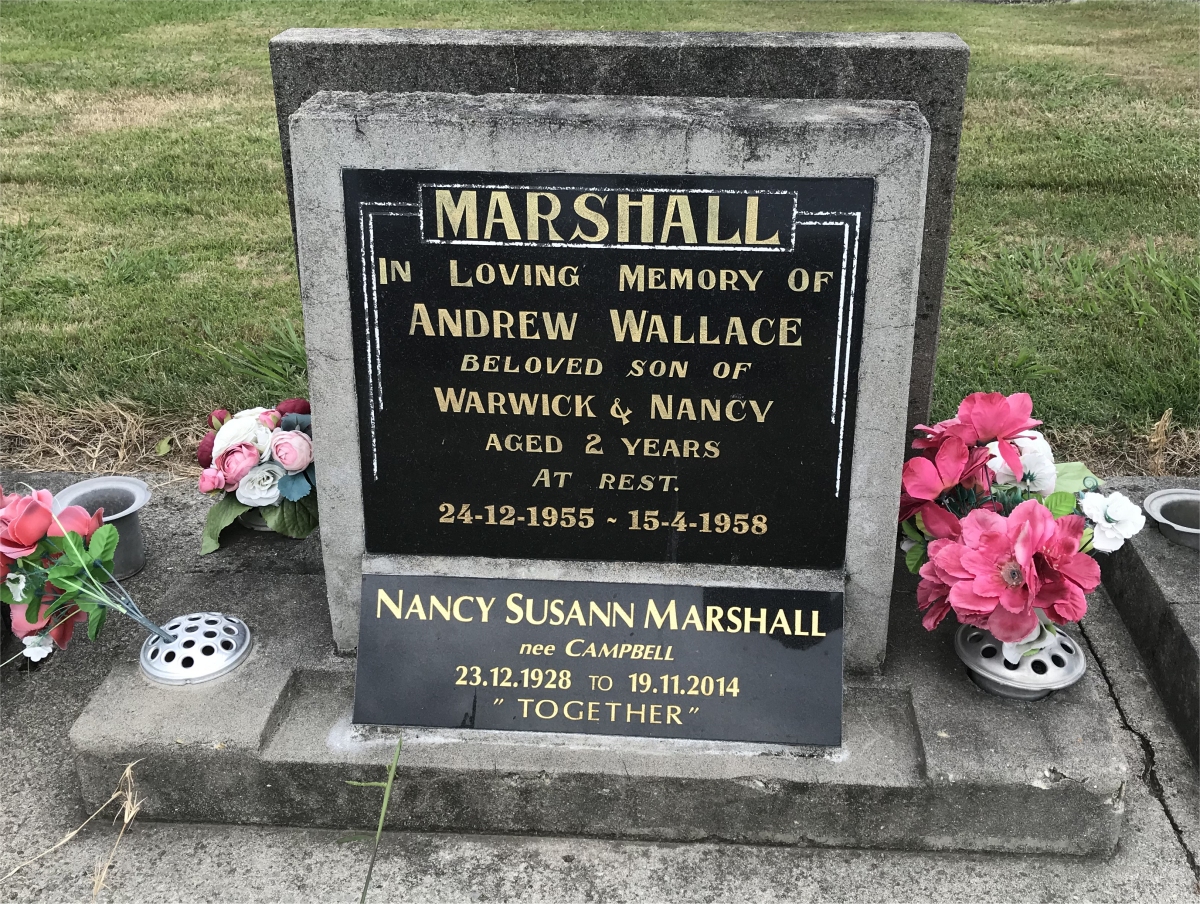 MARSHALL
IN LOVING MEMORY OF
ANDREW WALLACE
BELOVED SON OF
WARWICK & NANCY
AGED 2 YEARS
AT REST.
24-12-1955 ~ 15-4-1958
NANCY SUSANN MARSHALL
nee CAMPBELL
23.12.1928 TO 19.11.2014
"TOGETHER"